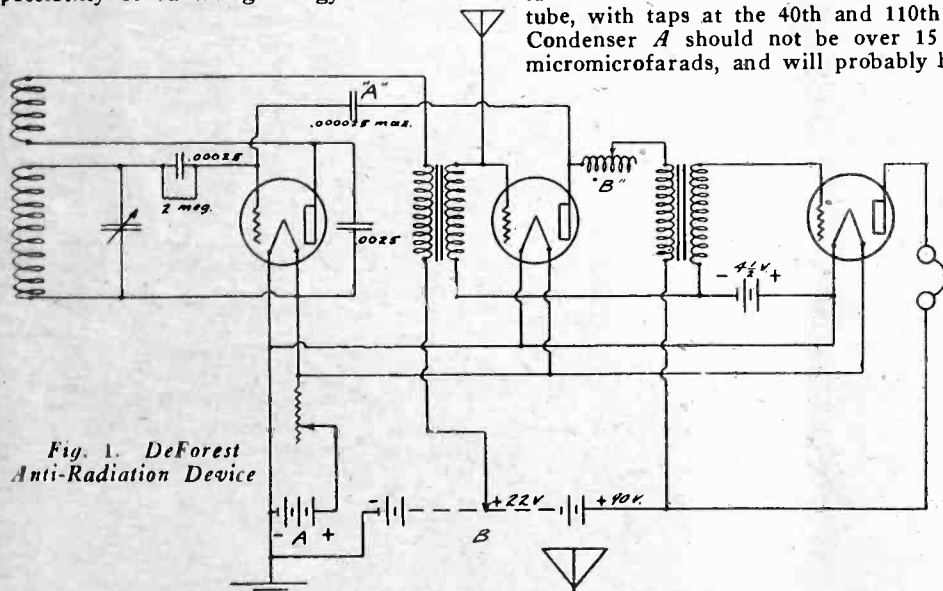 tube, with taps at the 40th and 110th
Condenser A should not be over 15
micromicrofarads, and will probably
"A"
.000025 max.
.00025
2 meg.
.0025
"B"
- 4½ V. +
Fig. 1. DeForest
Anti-Radiation Device
- A +
-
+22V
+90V.
B